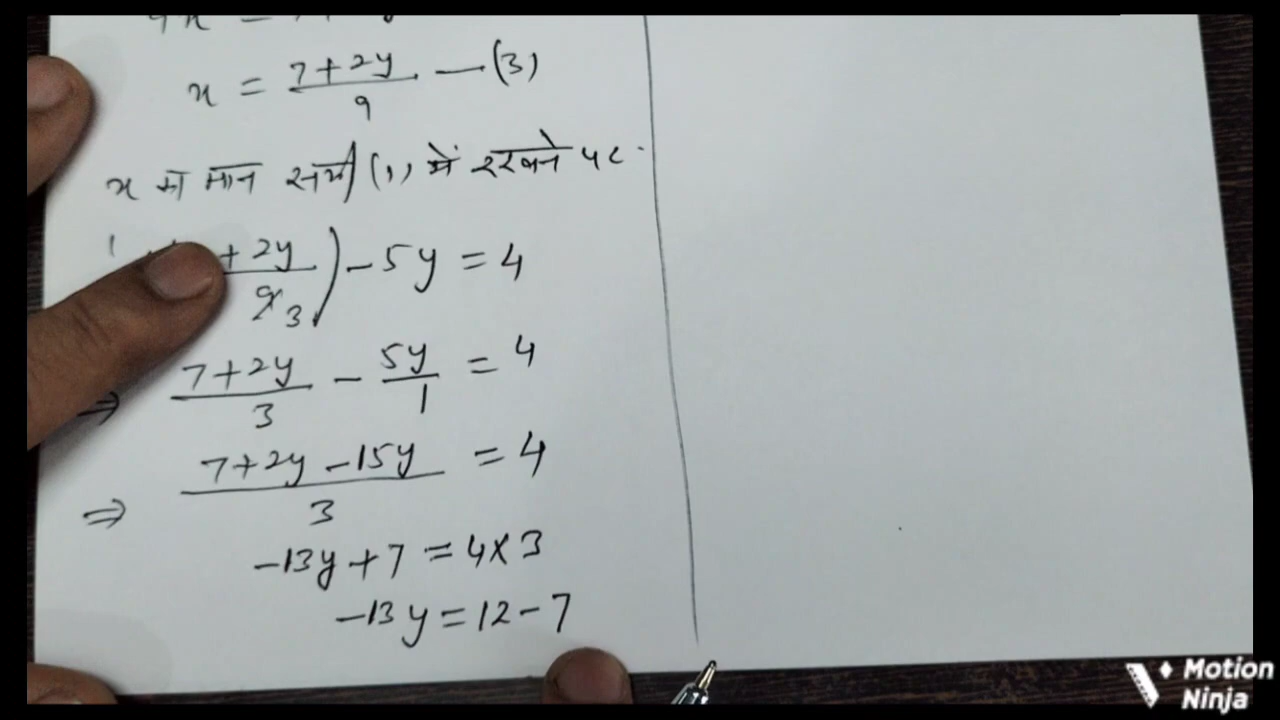 x = 7+2y/9 — (3)
x का मान समी (1) में रखने पर
+2y/9 3) - 5y = 4
⇒ 7+2y/3 - 5y/1 = 4
⇒ 7+2y-15y/3 = 4
-13y+7 = 4×3
-13y = 12-7
Motion
Ninja